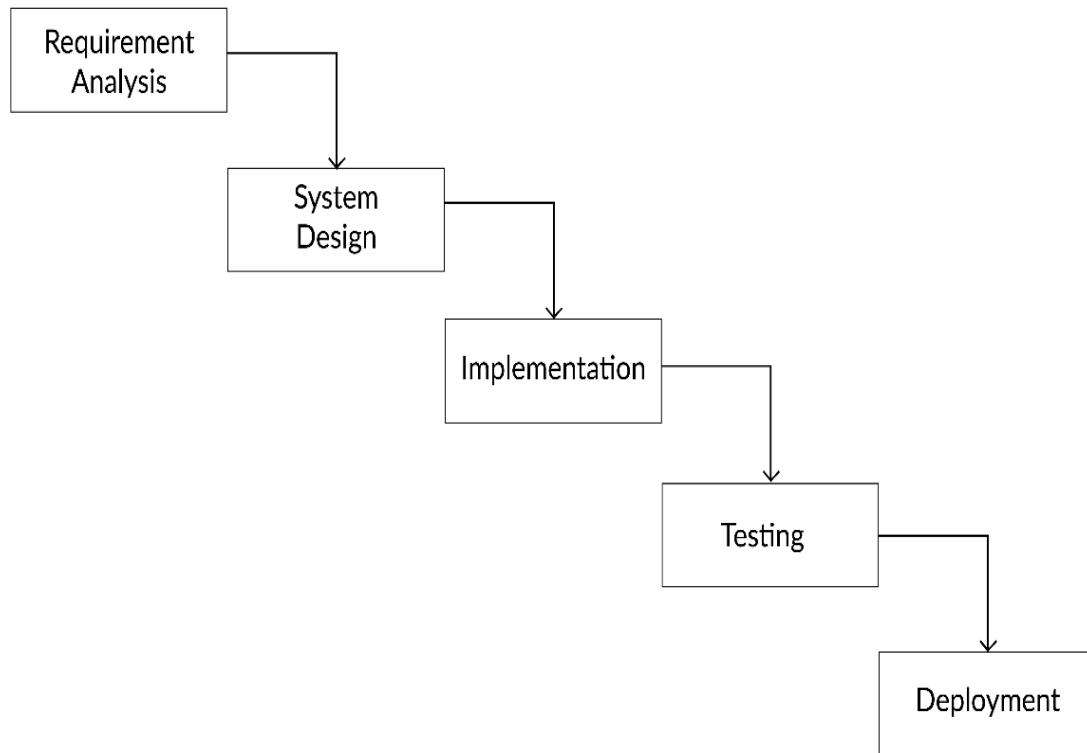 Requirement
Analysis
System
Design
Implementation
Testing
Deployment